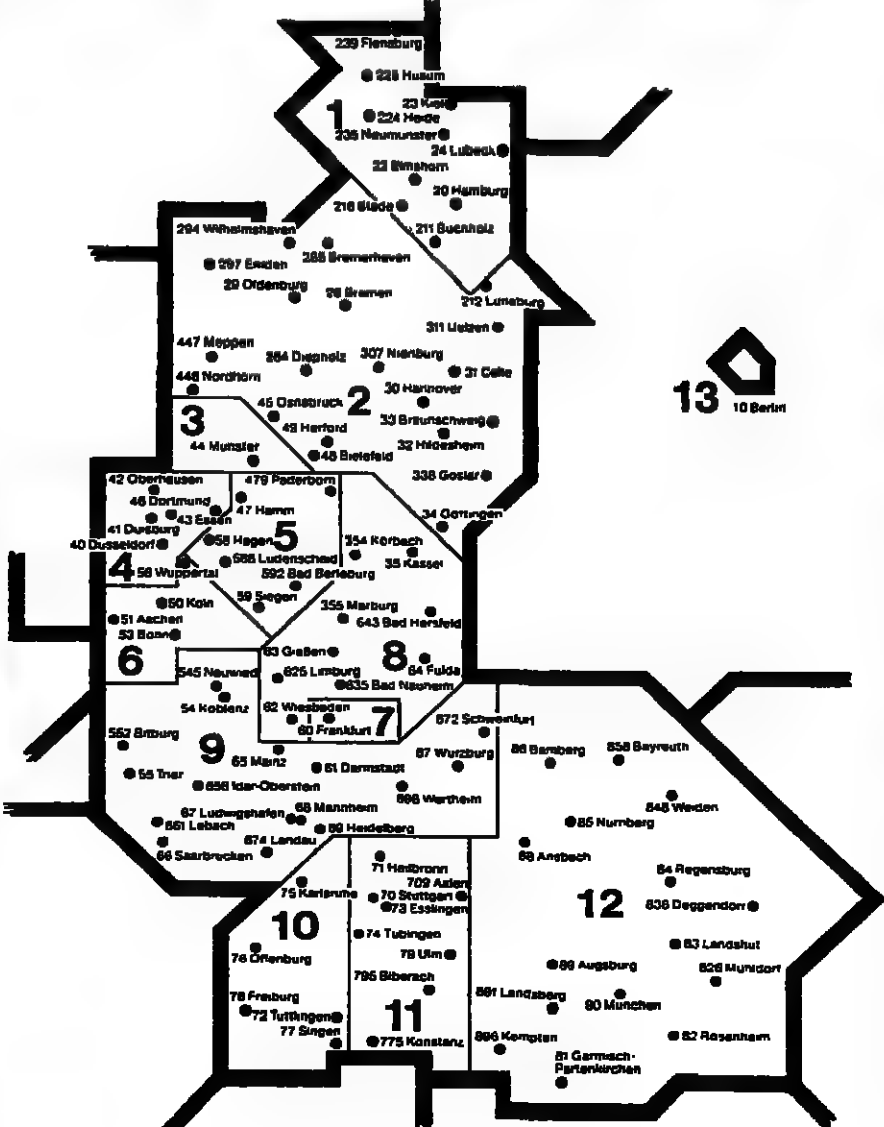 239 Flensburg
225 Husum
23 Kiel
1
224 Heide
235 Neumunster
24 Lubeck
22 Elmshorn
20 Hamburg
216 Stade
211 Buchholz
294 Wilhelmshaven
285 Bremerhaven
297 Emden
29 Oldenburg
28 Bremen
212 Luneburg
311 Uelzen
447 Meppen
284 Diepholz
307 Nienburg
31 Celle
446 Nordhorn
30 Hannover
13
10 Berlin
2
45 Osnabruck
3
33 Braunschweig
49 Herford
32 Hildesheim
44 Munster
48 Bielefeld
338 Goslar
42 Oberhausen
479 Paderborn
46 Dortmund
47 Hamm
43 Essen
34 Gottingen
41 Duisburg
40 Dusseldorf
58 Hagen
5
354 Korbach
35 Kassel
588 Ludenscheid
4
56 Wuppertal
592 Bad Berleburg
59 Siegen
50 Koln
355 Marburg
51 Aachen
643 Bad Hersfeld
53 Bonn
63 Gießen
8
6
64 Fulda
545 Neuwied
625 Limburg
635 Bad Nauheim
54 Koblenz
62 Wiesbaden
7
60 Frankfurt
872 Schweinfurt
552 Bitburg
9
65 Mainz
87 Wurzburg
86 Bamberg
858 Bayreuth
55 Trier
61 Darmstadt
656 Idar-Oberstein
698 Wertheim
848 Weiden
67 Ludwigshafen
68 Mannheim
661 Lebach
69 Heidelberg
85 Nurnberg
66 Saarbrucken
674 Landau
88 Ansbach
71 Heilbronn
84 Regensburg
75 Karlsruhe
709 Aalen
70 Stuttgart
73 Esslingen
12
836 Deggendorf
10
74 Tubingen
83 Landshut
76 Offenburg
79 Ulm
89 Augsburg
826 Muhldorf
795 Biberach
891 Landsberg
80 Munchen
78 Freiburg
72 Tuttlingen
11
77 Singen
775 Konstanz
896 Kempten
82 Rosenheim
81 Garmisch-
Partenkirchen